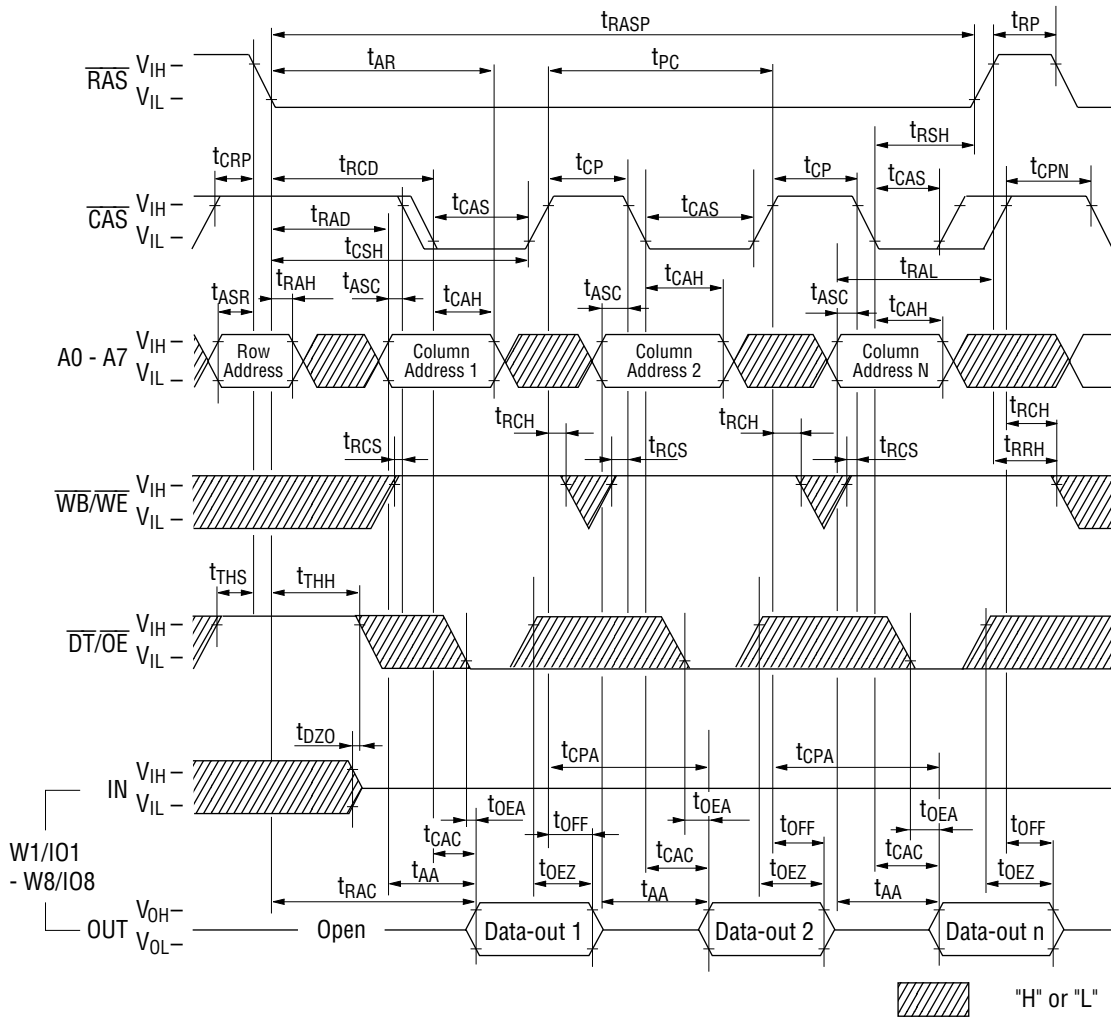 tRASP tRP
tAR tPC
RAS VIH
VIL
tRSH
tCRP tRCD tCP tCP tCPN
tCAS tCAS tCAS
CAS VIH
VIL
tRAD
tCSH tRAL
tRAH tASC tCAH tASC tCAH tASC tCAH
tASR
A0 - A7 VIH
VIL
Row Address Column Address 1 Column Address 2 Column Address N
tRCH tRCH tRCH
tRCS tRCS tRCS tRRH
WB/WE VIH
VIL
tTHS tTHH
DT/OE VIH
VIL
tDZO
tCPA tCPA
IN VIH
VIL
tOEA tOEA tOEA
tOFF tOFF tOFF
W1/IO1
- W8/IO8
tCAC tCAC tCAC
tOEZ tOEZ tOEZ
tAA tAA tAA
tRAC
OUT VOH
VOL
Open Data-out 1 Data-out 2 Data-out n
"H" or "L"